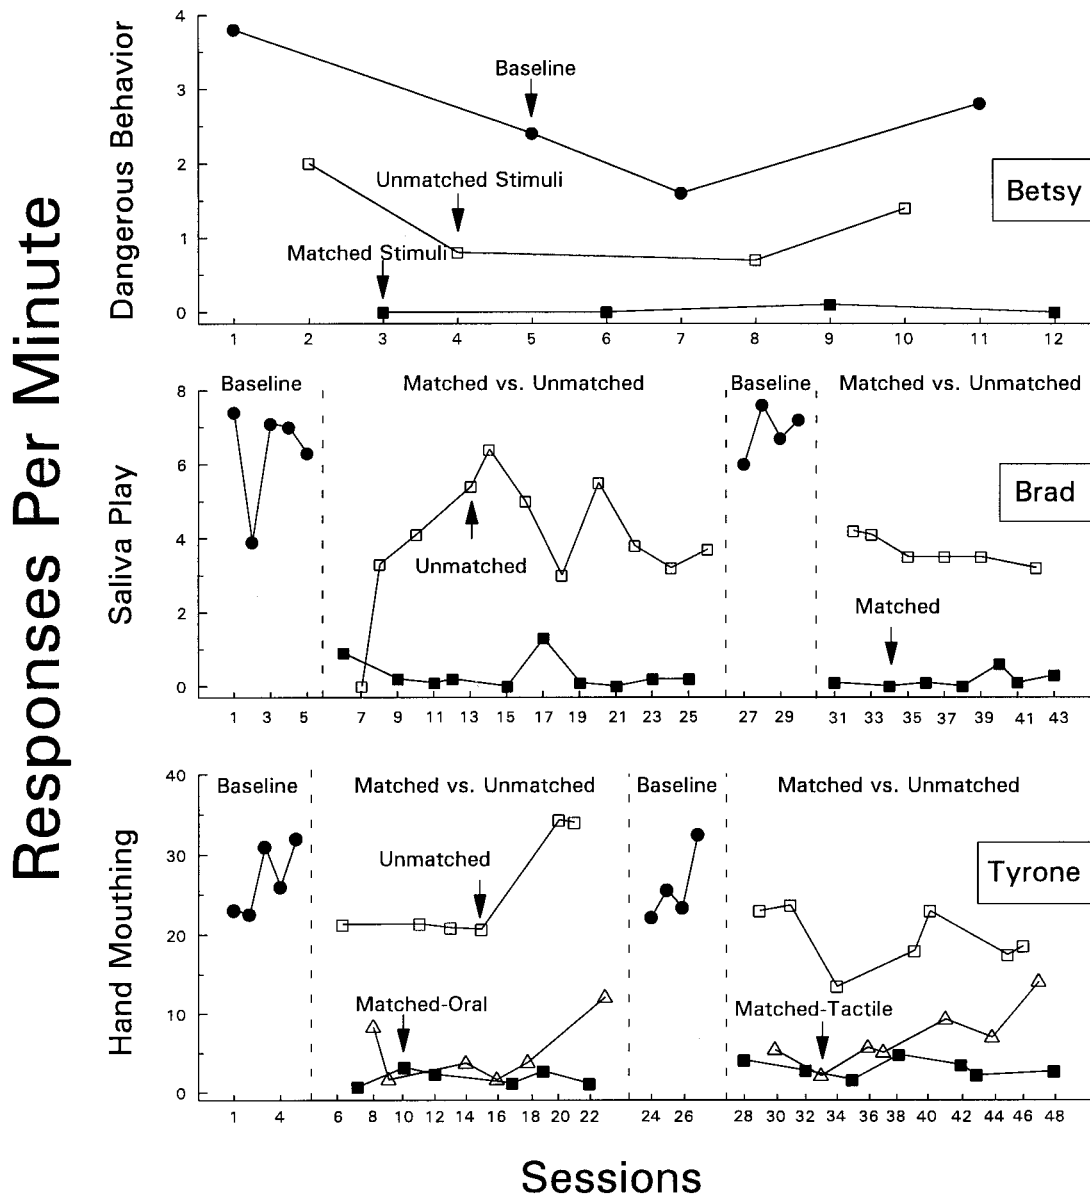 Responses Per Minute
Dangerous Behavior
4
3
2
1
0
Baseline
Unmatched Stimuli
Matched Stimuli
Betsy
1 2 3 4 5 6 7 8 9 10 11 12
Saliva Play
Baseline Matched vs. Unmatched Baseline Matched vs. Unmatched
8
6
4
2
0
Unmatched
Matched
Brad
1 3 5 7 9 11 13 15 17 19 21 23 25 27 29 31 33 35 37 39 41 43
Hand Mouthing
Baseline Matched vs. Unmatched Baseline Matched vs. Unmatched
40
30
20
10
0
Unmatched
Matched-Oral
Matched-Tactile
Tyrone
1 4 6 8 10 12 14 16 18 20 22 24 26 28 30 32 34 36 38 40 42 44 46 48
Sessions